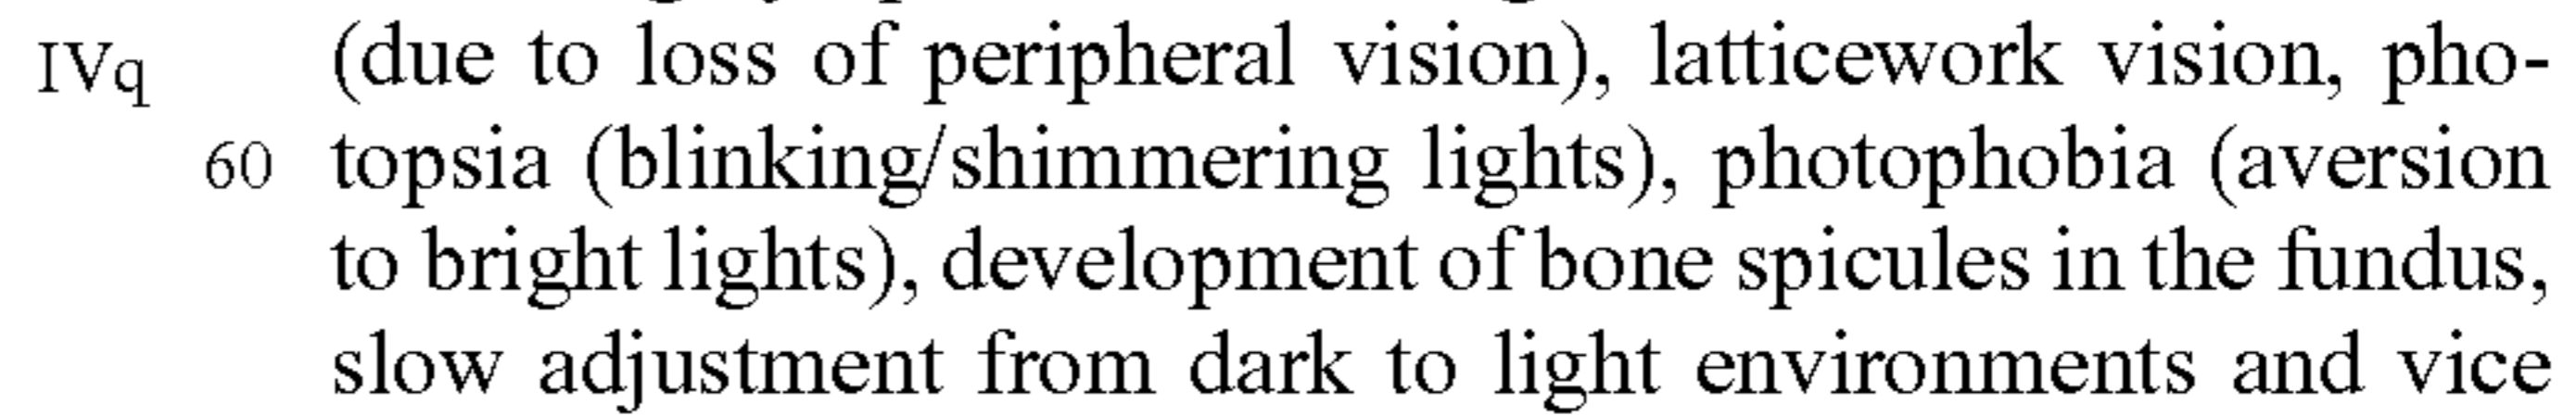 IVq (due to loss of peripheral vision), latticework vision, pho-
60 topsia (blinking/shimmering lights), photophobia (aversion
to bright lights), development of bone spicules in the fundus,
slow adjustment from dark to light environments and vice